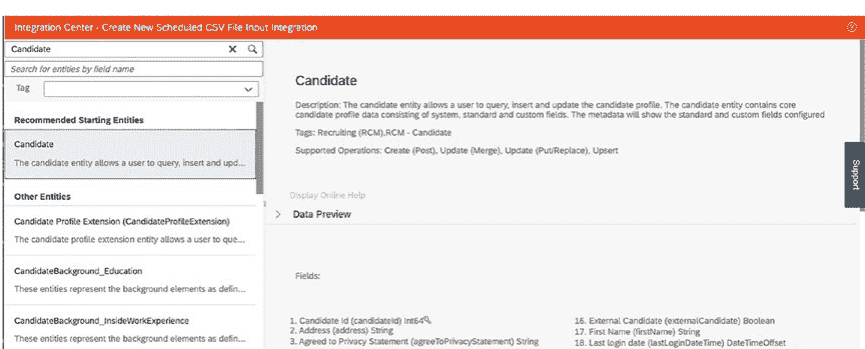 Integration Center - Create New Scheduled CSV File Input Integration
Candidate
Search for entities by field name
Tag
Recommended Starting Entities
Candidate
The candidate entity allows a user to query, insert and upd...
Other Entities
Candidate Profile Extension (CandidateProfileExtension)
The candidate profile extension entity allows a user to que...
CandidateBackground_Education
These entities represent the background elements as defin...
CandidateBackground_InsideWorkExperience
These entities represent the background elements as defin...
Candidate
Description: The candidate entity allows a user to query, insert and update the candidate profile. The candidate entity contains core
candidate profile data consisting of system, standard and custom fields. The metadata will show the standard and custom fields configured
Tags: Recruiting (RCM),RCM - Candidate
Supported Operations: Create (Post), Update (Merge), Update (Put/Replace), Upsert
Display Online Help
Data Preview
Fields:
1. Candidate Id (candidateId) Int64
2. Address (address) String
3. Agreed to Privacy Statement (agreeToPrivacyStatement) String
16. External Candidate (externalCandidate) Boolean
17. First Name (firstName) String
18. Last login date (lastLoginDateTime) DateTimeOffset
Support